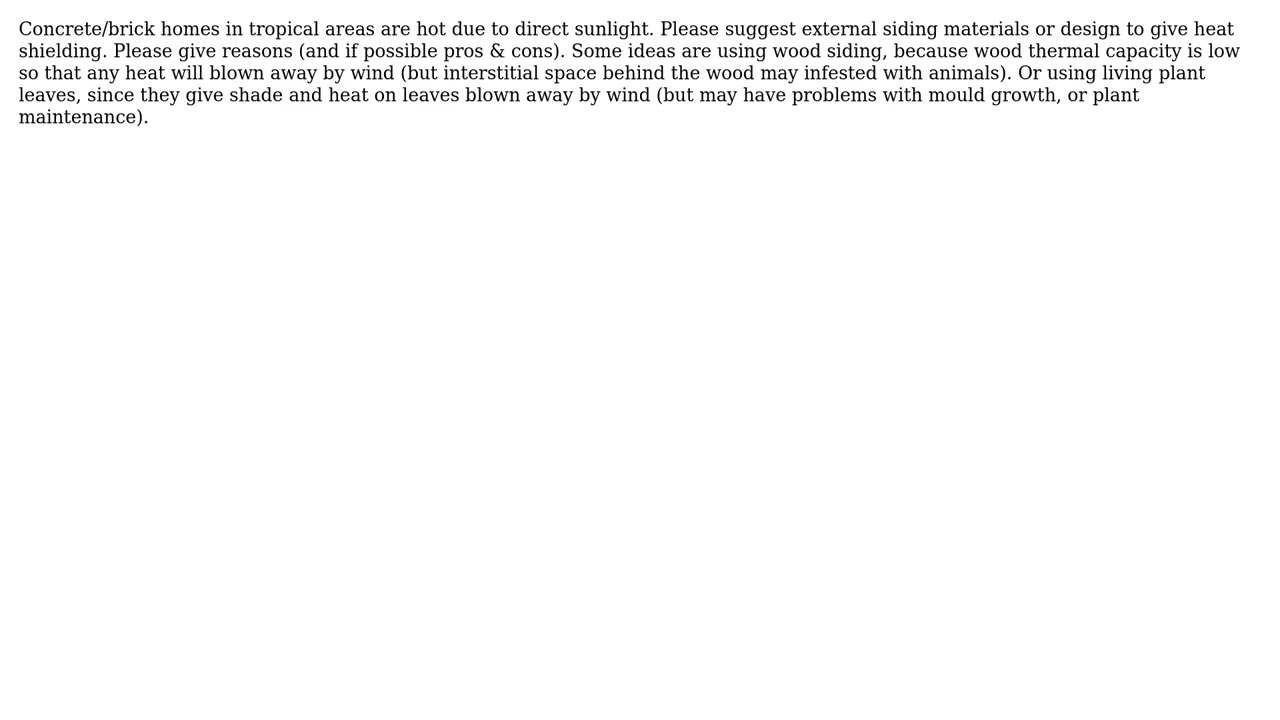 Concrete/brick homes in tropical areas are hot due to direct sunlight. Please suggest external siding materials or design to give heat
shielding. Please give reasons (and if possible pros & cons). Some ideas are using wood siding, because wood thermal capacity is low
so that any heat will blown away by wind (but interstitial space behind the wood may infested with animals). Or using living plant
leaves, since they give shade and heat on leaves blown away by wind (but may have problems with mould growth, or plant
maintenance).